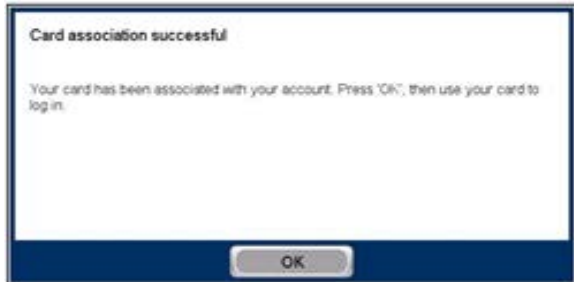 Card association successful
Your card has been associated with your account. Press 'OK', then use your card to
log in.
OK